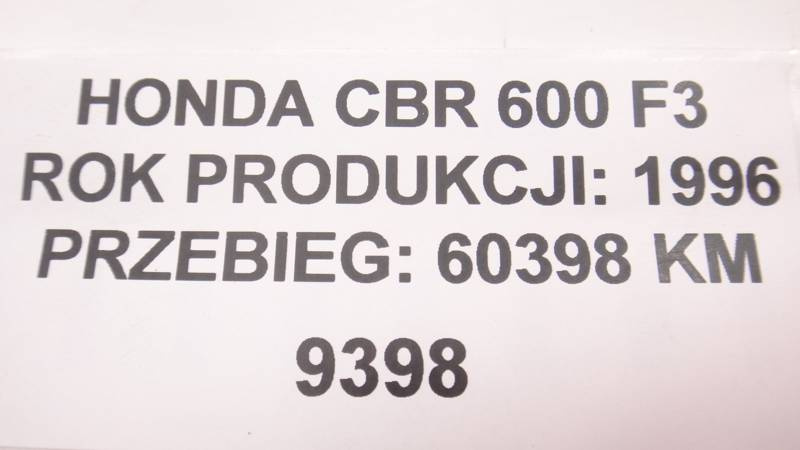 HONDA CBR 600 F3
ROK PRODUKCJI: 1996
PRZEBIEG: 60398 KM
9398